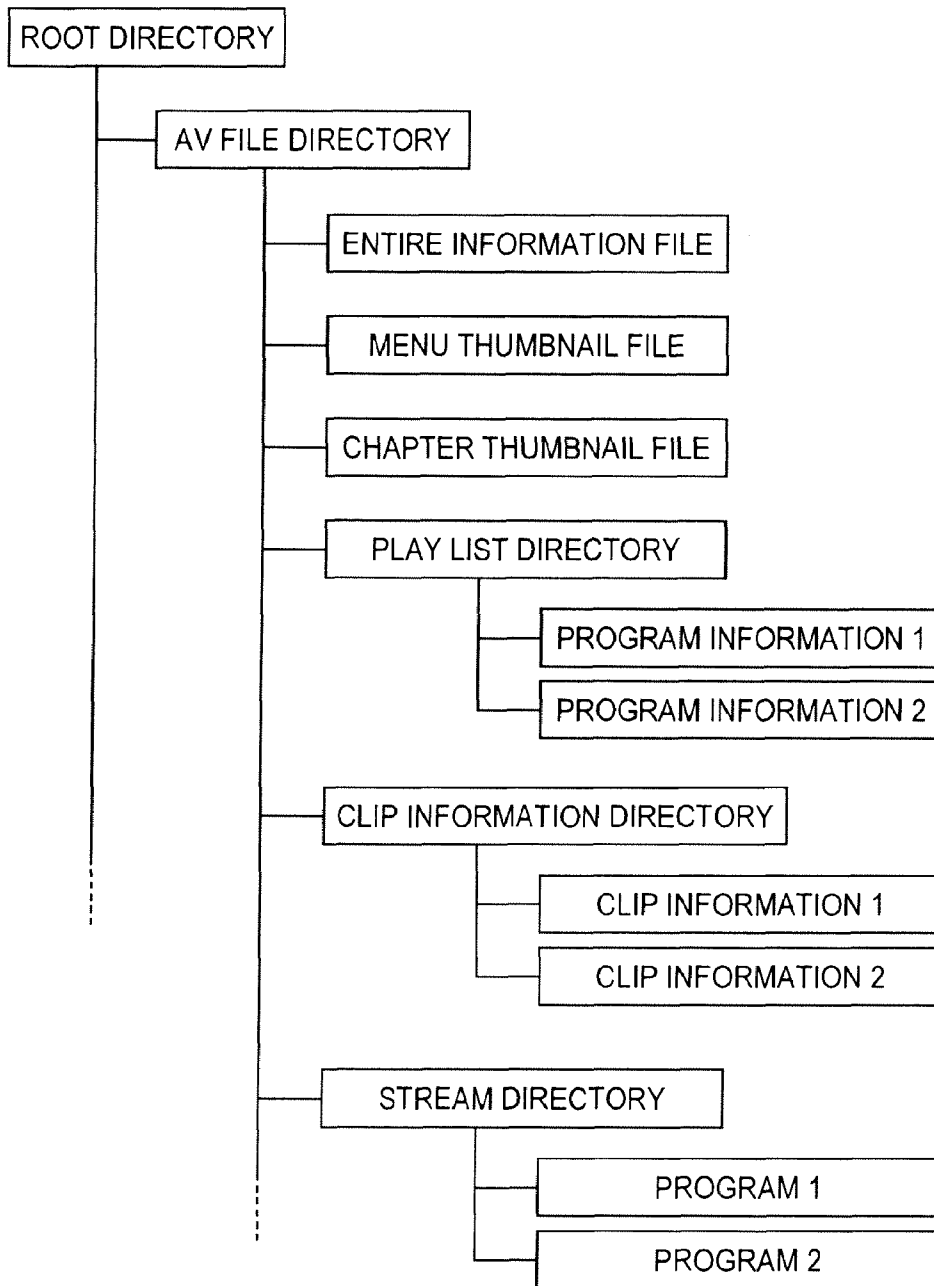 ROOT DIRECTORY
AV FILE DIRECTORY
ENTIRE INFORMATION FILE
MENU THUMBNAIL FILE
CHAPTER THUMBNAIL FILE
PLAY LIST DIRECTORY
PROGRAM INFORMATION 1
PROGRAM INFORMATION 2
CLIP INFORMATION DIRECTORY
CLIP INFORMATION 1
CLIP INFORMATION 2
STREAM DIRECTORY
PROGRAM 1
PROGRAM 2